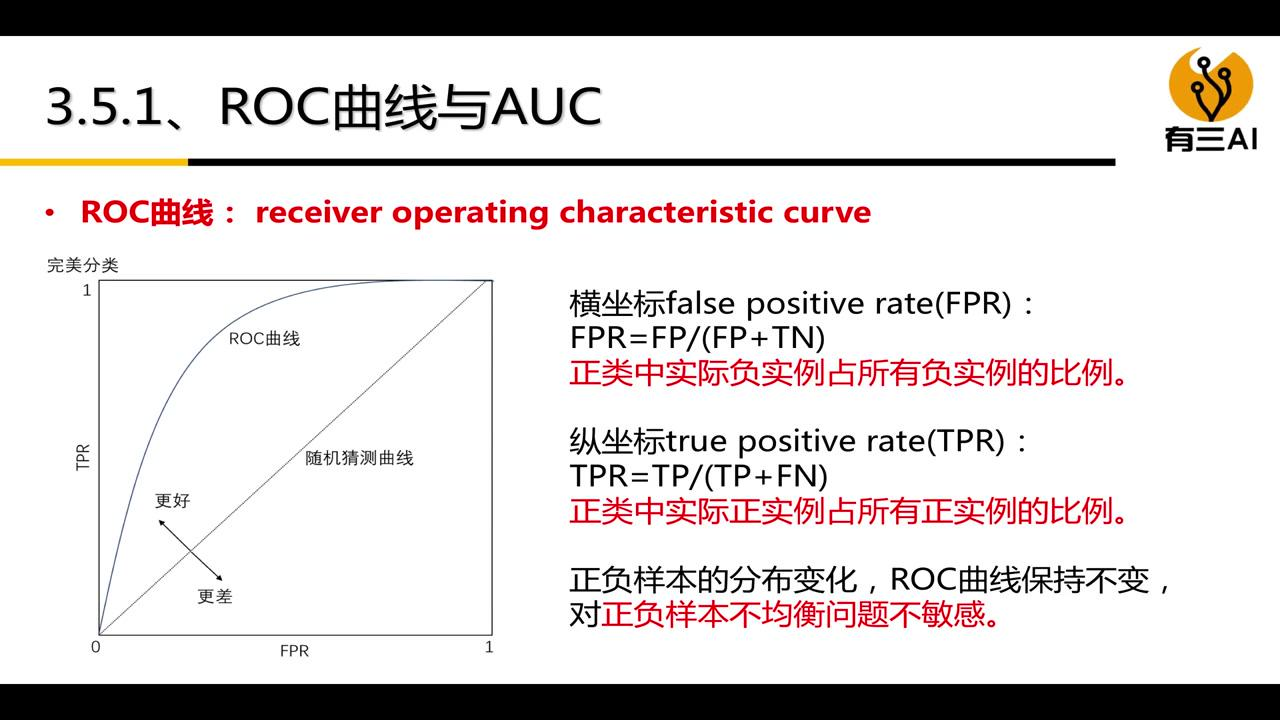 3.5.1、ROC曲线与AUC
有三AI
• ROC曲线： receiver operating characteristic curve
完美分类
1
ROC曲线
TPR
随机猜测曲线
更好
更差
0
FPR
1
横坐标false positive rate(FPR)：
FPR=FP/(FP+TN)
正类中实际负实例占所有负实例的比例。
纵坐标true positive rate(TPR)：
TPR=TP/(TP+FN)
正类中实际正实例占所有正实例的比例。
正负样本的分布变化，ROC曲线保持不变，
对正负样本不均衡问题不敏感。